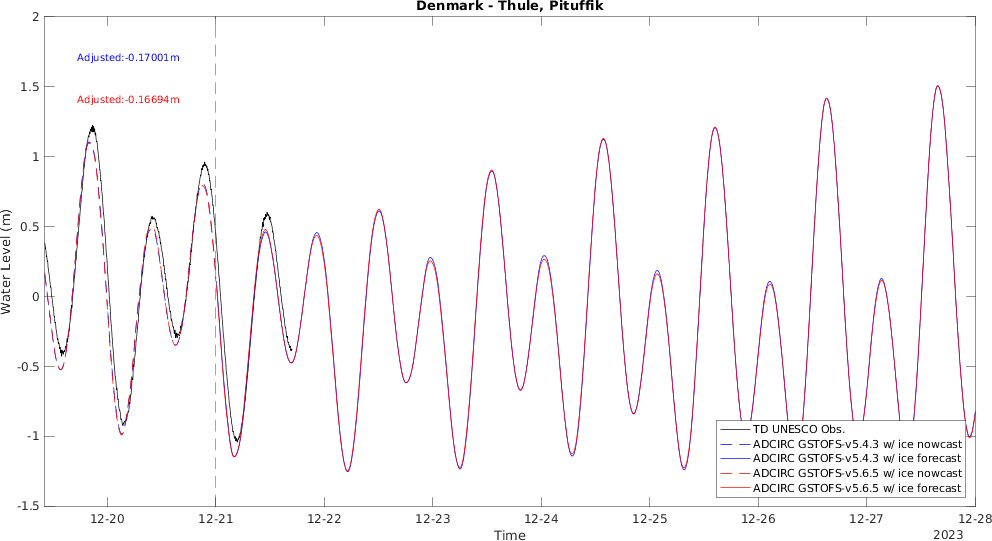 Denmark - Thule, Pituffik
2
1.5
1
0.5
0
-0.5
-1
-1.5
Water Level (m)
Adjusted:-0.17001m
Adjusted:-0.16694m
TD UNESCO Obs.
ADCIRC GSTOFS-v5.4.3 w/ ice nowcast
ADCIRC GSTOFS-v5.4.3 w/ ice forecast
ADCIRC GSTOFS-v5.6.5 w/ ice nowcast
ADCIRC GSTOFS-v5.6.5 w/ ice forecast
12-20 12-21 12-22 12-23 12-24 12-25 12-26 12-27 12-28
Time
2023